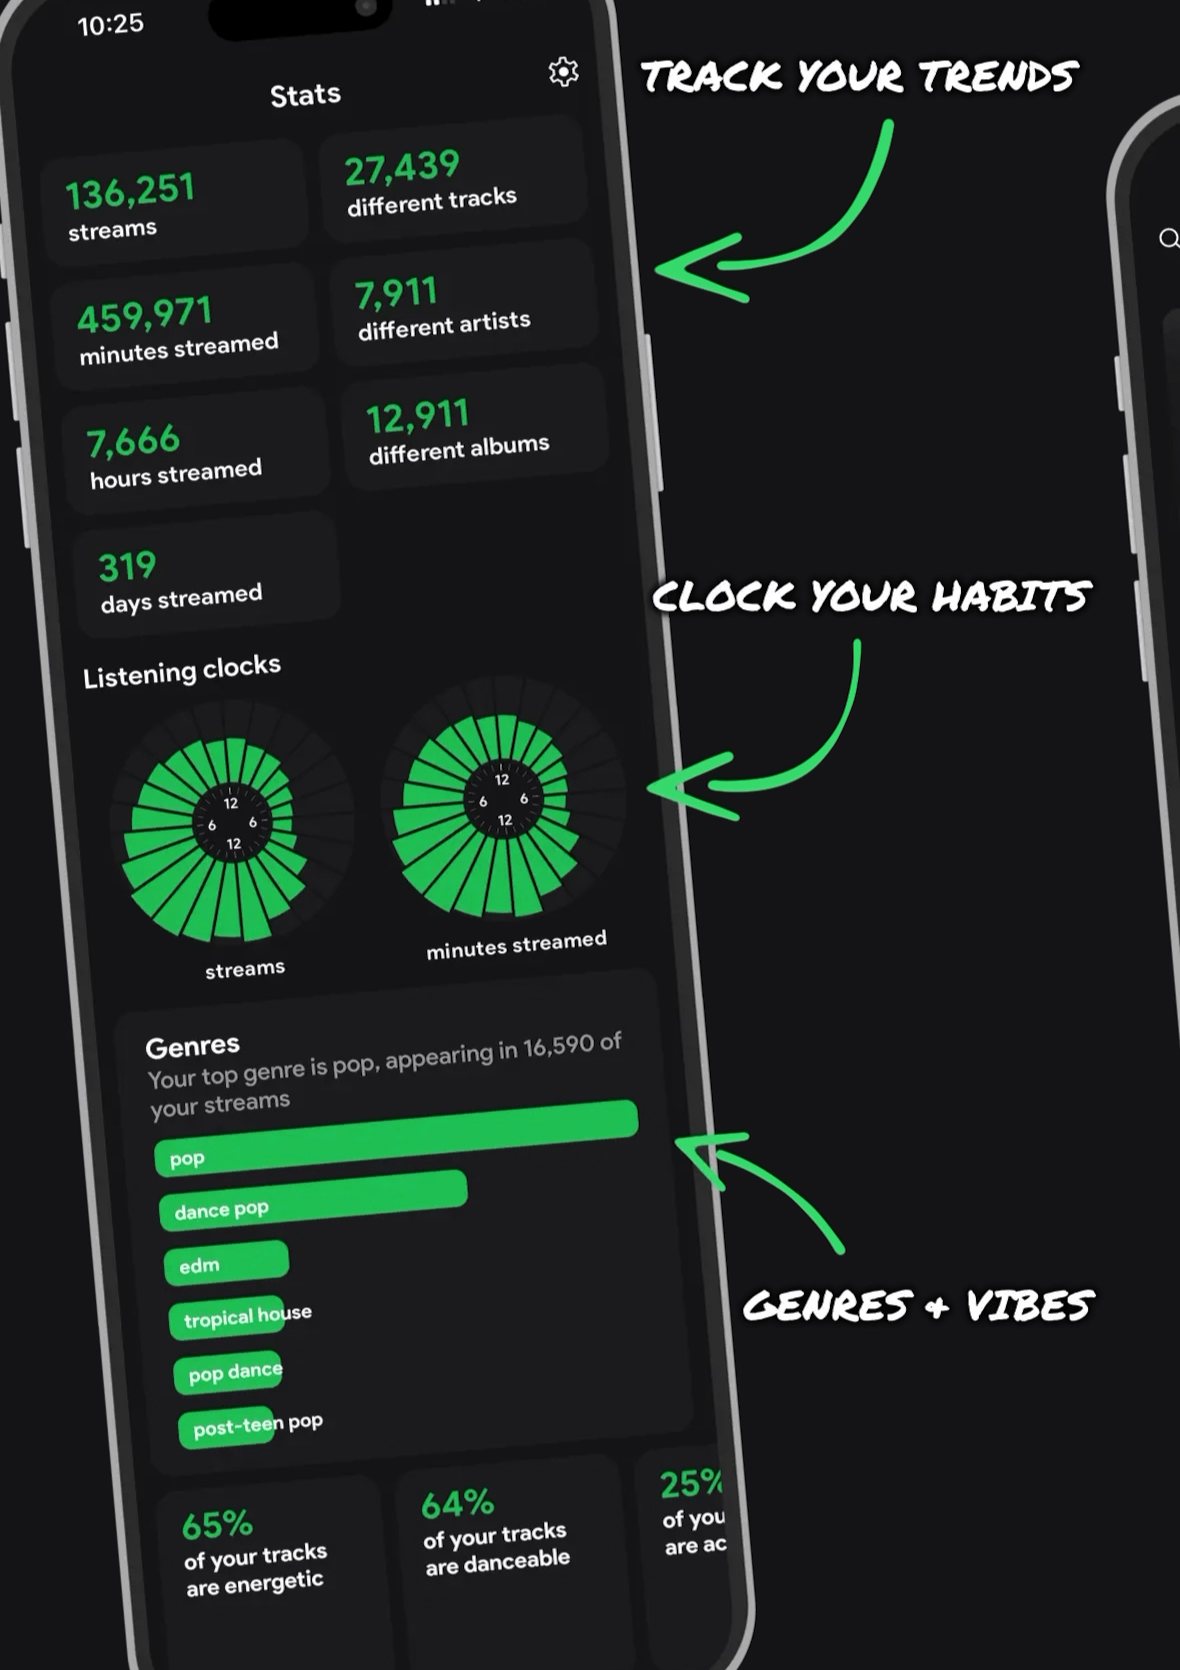 10:25
Stats
TRACK YOUR TRENDS
136,251
streams
27,439
different tracks
459,971
minutes streamed
7,911
different artists
7,666
hours streamed
12,911
different albums
319
days streamed
CLOCK YOUR HABITS
Listening clocks
12
6 6
12
12
6 6
12
streams
minutes streamed
Genres
Your top genre is pop, appearing in 16,590 of
your streams
pop
dance pop
edm
tropical house
pop dance
post-teen pop
GENRES + VIBES
65%
of your tracks
are energetic
64%
of your tracks
are danceable
25%
of you
are ac